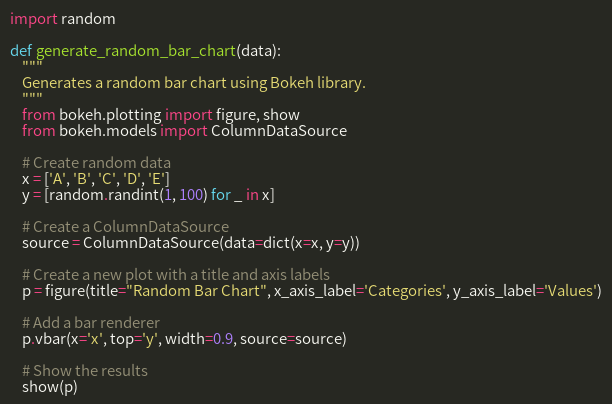 import random
def generate_random_bar_chart(data):
"""
Generates a random bar chart using Bokeh library.
"""
from bokeh.plotting import figure, show
from bokeh.models import ColumnDataSource
# Create random data
x = ['A', 'B', 'C', 'D', 'E']
y = [random.randint(1, 100) for _ in x]
# Create a ColumnDataSource
source = ColumnDataSource(data=dict(x=x, y=y))
# Create a new plot with a title and axis labels
p = figure(title="Random Bar Chart", x_axis_label='Categories', y_axis_label='Values')
# Add a bar renderer
p.vbar(x='x', top='y', width=0.9, source=source)
# Show the results
show(p)